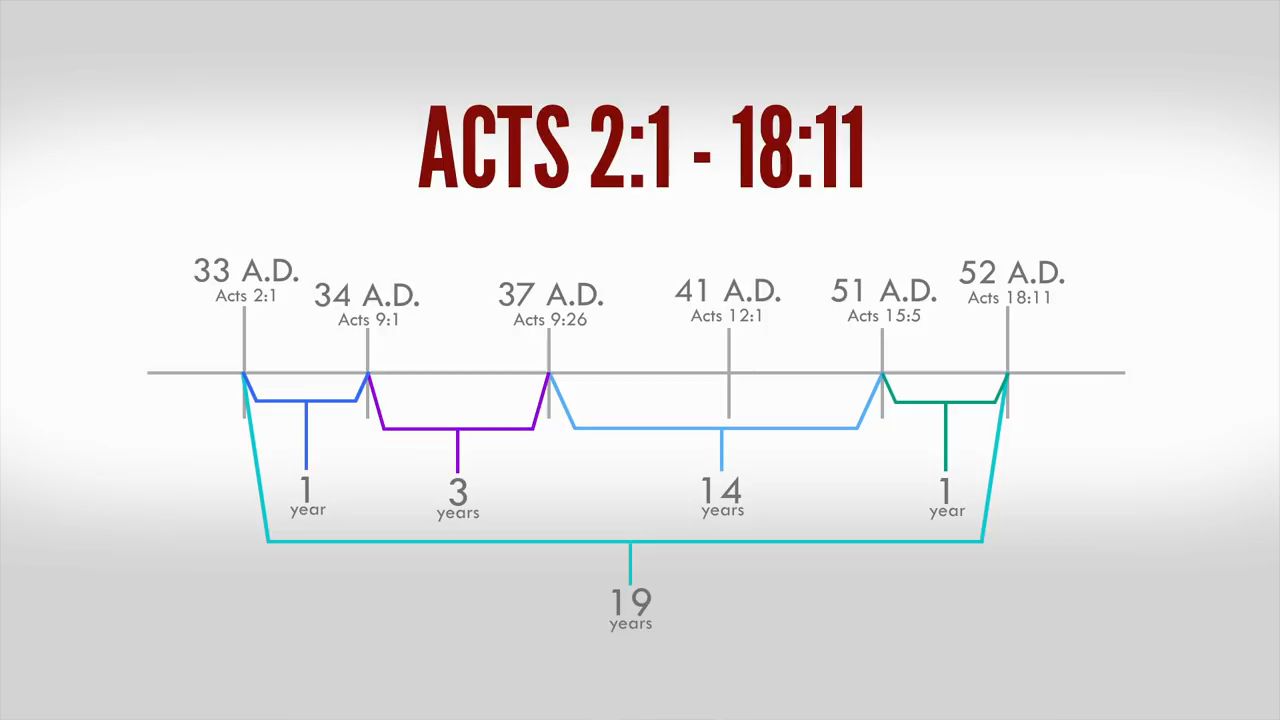 ACTS 2:1 - 18:11
33 A.D.
Acts 2:1
34 A.D.
Acts 9:1
37 A.D.
Acts 9:26
41 A.D.
Acts 12:1
51 A.D.
Acts 15:5
52 A.D.
Acts 18:11
1
year
3
years
14
years
1
year
19
years